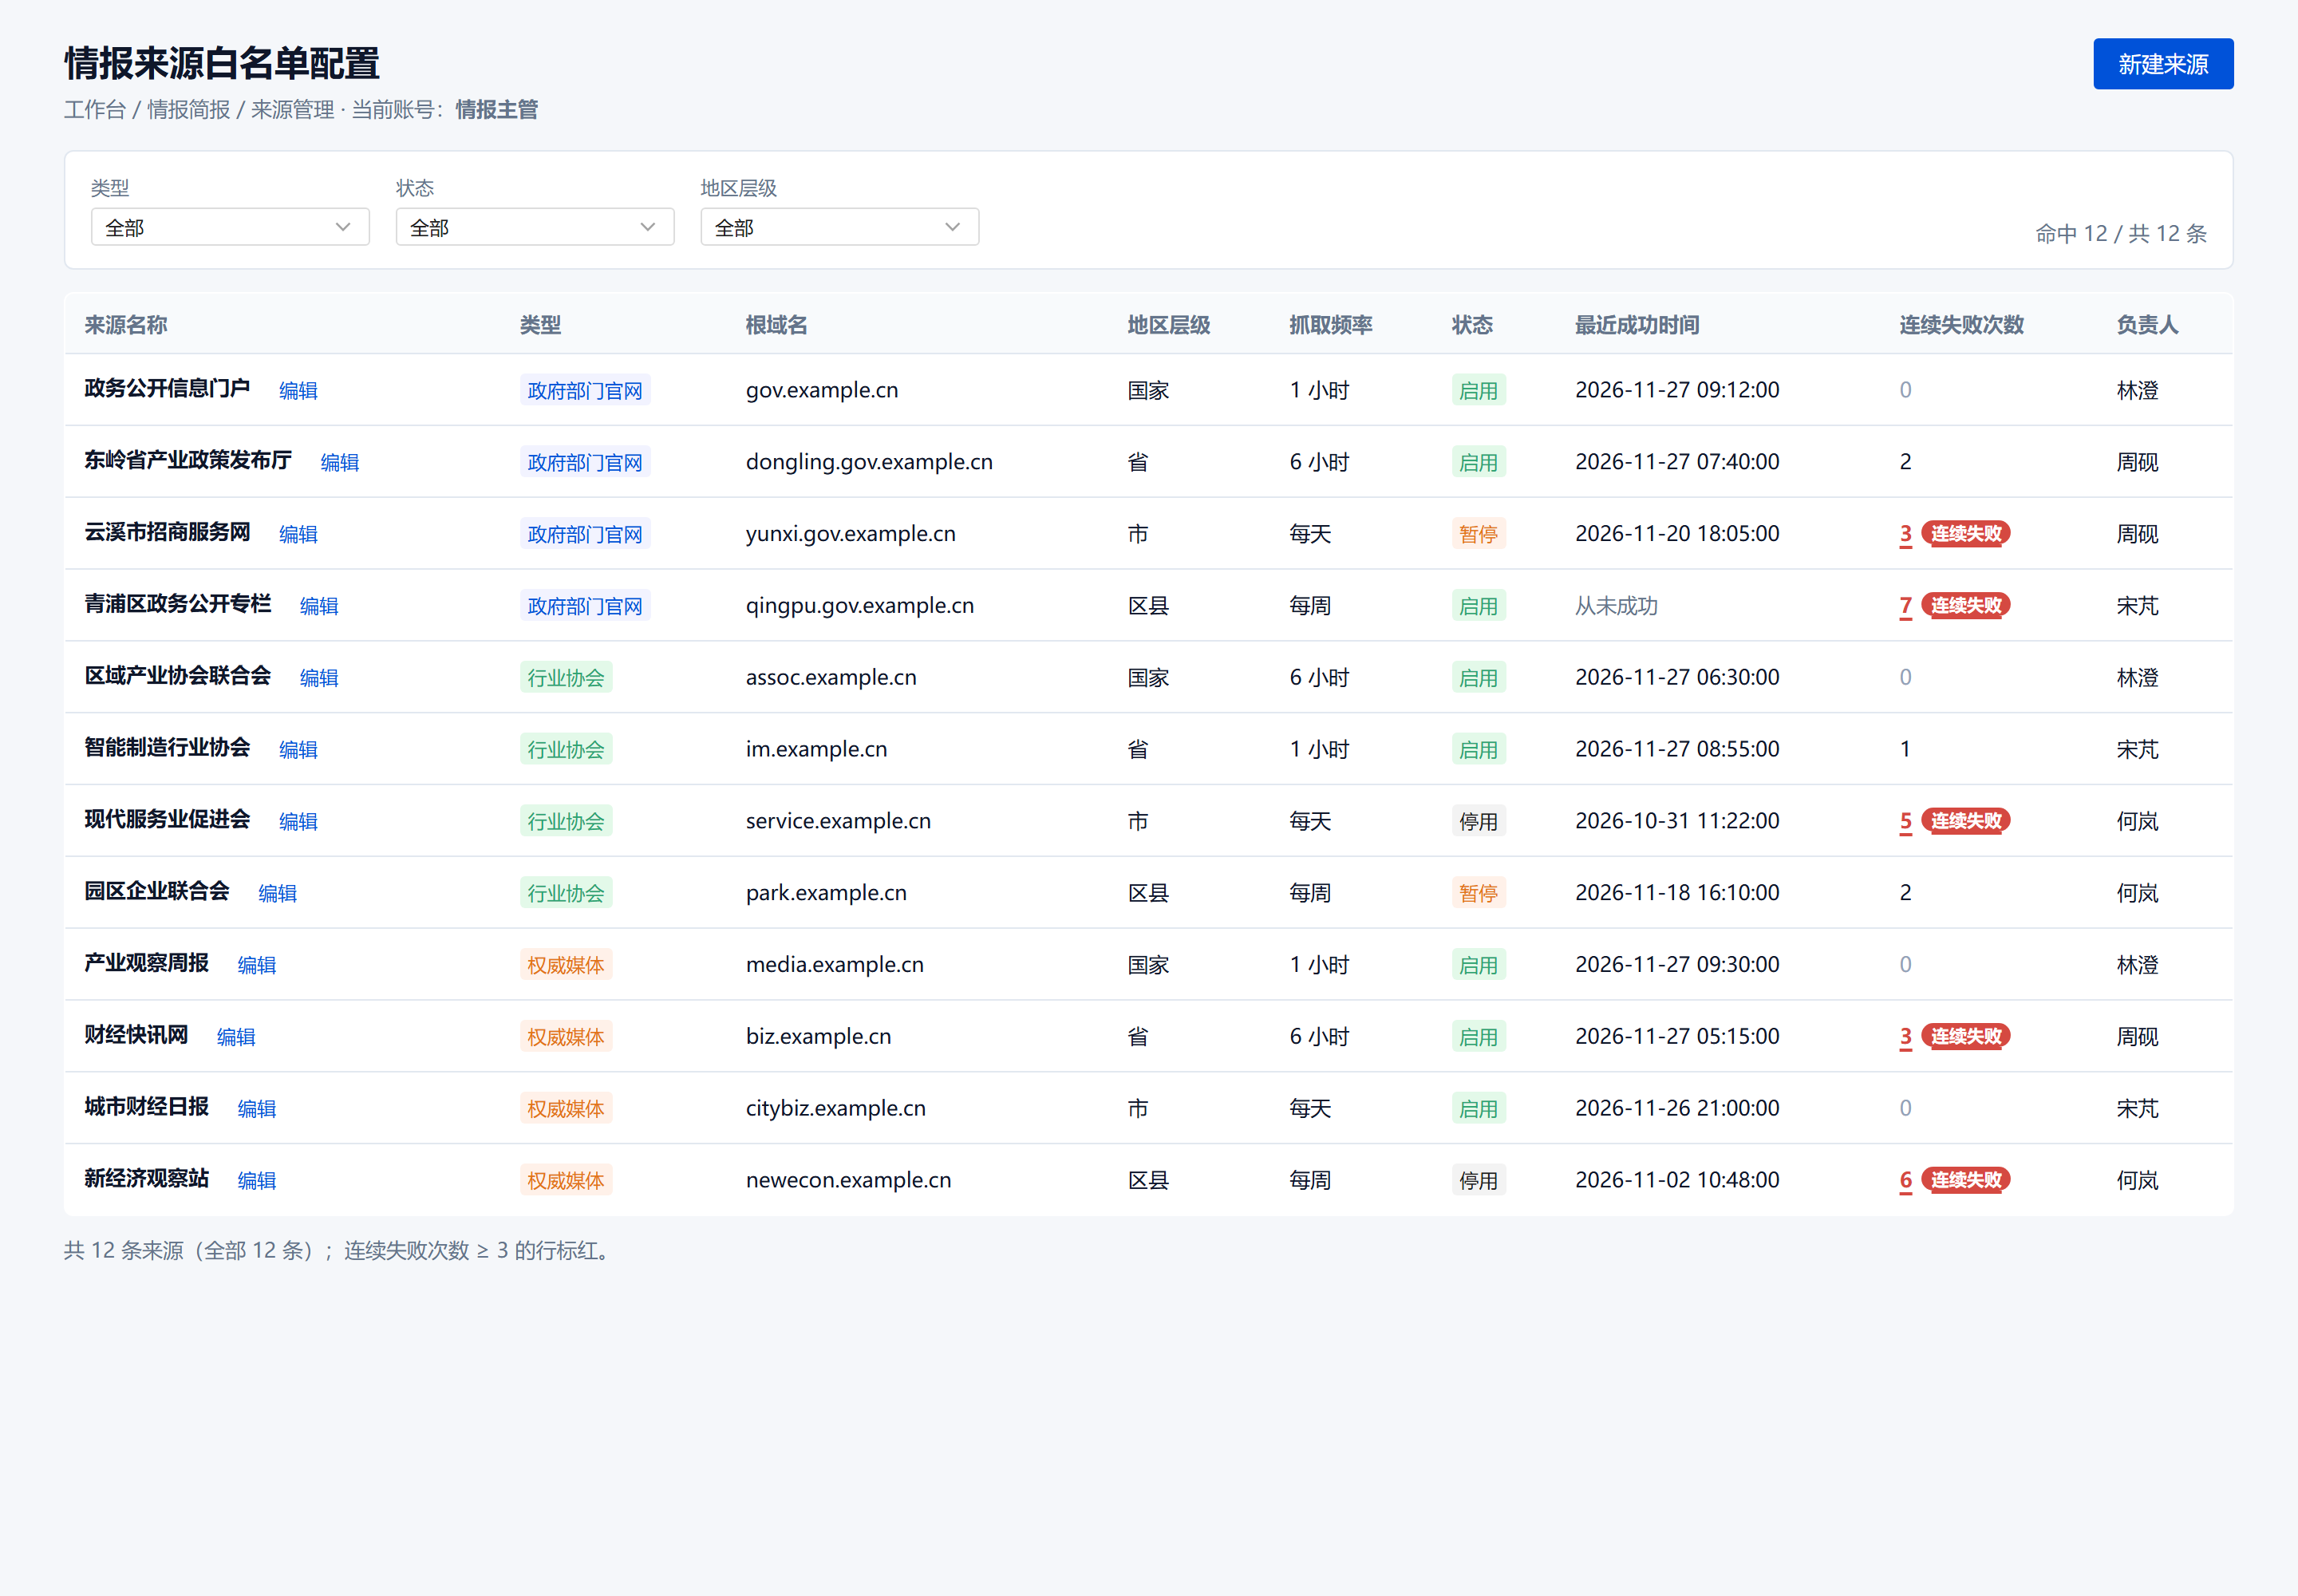 情报来源白名单配置
新建来源
工作台 / 情报简报 / 来源管理 · 当前账号：情报主管
类型 状态 地区层级
全部 全部 全部
命中 12 / 共 12 条
来源名称 类型 根域名 地区层级 抓取频率 状态 最近成功时间 连续失败次数 负责人
政务公开信息门户 编辑 政府部门官网 gov.example.cn 国家 1 小时 启用 2026-11-27 09:12:00 0 林澄
东岭省产业政策发布厅 编辑 政府部门官网 dongling.gov.example.cn 省 6 小时 启用 2026-11-27 07:40:00 2 周砚
云溪市招商服务网 编辑 政府部门官网 yunxi.gov.example.cn 市 每天 暂停 2026-11-20 18:05:00 3 连续失败 周砚
青浦区政务公开专栏 编辑 政府部门官网 qingpu.gov.example.cn 区县 每周 启用 从未成功 7 连续失败 宋芃
区域产业协会联合会 编辑 行业协会 assoc.example.cn 国家 6 小时 启用 2026-11-27 06:30:00 0 林澄
智能制造行业协会 编辑 行业协会 im.example.cn 省 1 小时 启用 2026-11-27 08:55:00 1 宋芃
现代服务业促进会 编辑 行业协会 service.example.cn 市 每天 停用 2026-10-31 11:22:00 5 连续失败 何岚
园区企业联合会 编辑 行业协会 park.example.cn 区县 每周 暂停 2026-11-18 16:10:00 2 何岚
产业观察周报 编辑 权威媒体 media.example.cn 国家 1 小时 启用 2026-11-27 09:30:00 0 林澄
财经快讯网 编辑 权威媒体 biz.example.cn 省 6 小时 启用 2026-11-27 05:15:00 3 连续失败 周砚
城市财经日报 编辑 权威媒体 citybiz.example.cn 市 每天 启用 2026-11-26 21:00:00 0 宋芃
新经济观察站 编辑 权威媒体 newecon.example.cn 区县 每周 停用 2026-11-02 10:48:00 6 连续失败 何岚
共 12 条来源（全部 12 条）；连续失败次数 ≥ 3 的行标红。